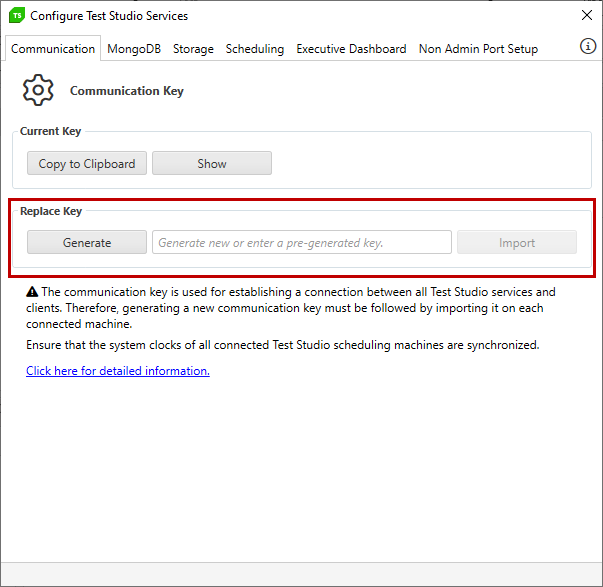 TS Configure Test Studio Services
Communication MongoDB Storage Scheduling Executive Dashboard Non Admin Port Setup
Communication Key
Current Key
Copy to Clipboard Show
Replace Key
Generate Generate new or enter a pre-generated key. Import
The communication key is used for establishing a connection between all Test Studio services and
clients. Therefore, generating a new communication key must be followed by importing it on each
connected machine.
Ensure that the system clocks of all connected Test Studio scheduling machines are synchronized.
Click here for detailed information.